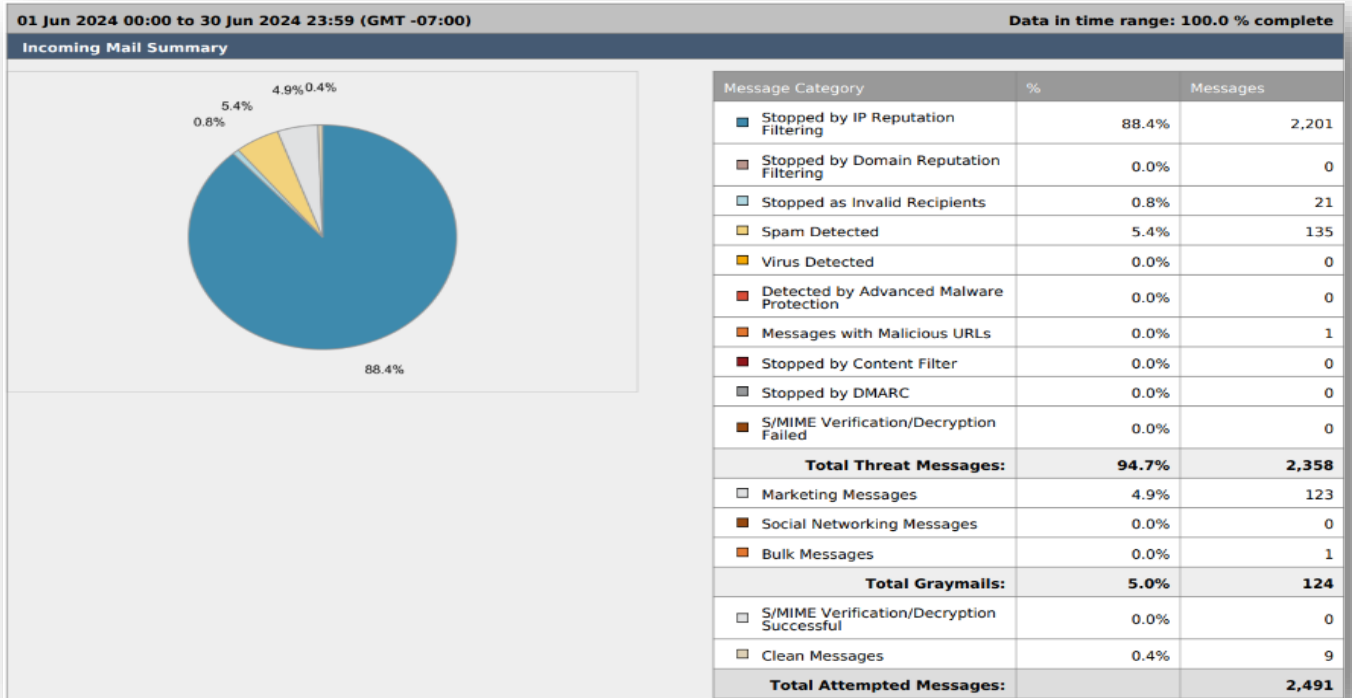 01 Jun 2024 00:00 to 30 Jun 2024 23:59 (GMT -07:00) Data in time range: 100.0 % complete
Incoming Mail Summary
4.9% 0.4%
5.4%
0.8%
88.4%
Message Category % Messages
Stopped by IP Reputation
Filtering 88.4% 2,201
Stopped by Domain Reputation
Filtering 0.0% 0
Stopped as Invalid Recipients 0.8% 21
Spam Detected 5.4% 135
Virus Detected 0.0% 0
Detected by Advanced Malware
Protection 0.0% 0
Messages with Malicious URLs 0.0% 1
Stopped by Content Filter 0.0% 0
Stopped by DMARC 0.0% 0
S/MIME Verification/Decryption
Failed 0.0% 0
Total Threat Messages: 94.7% 2,358
Marketing Messages 4.9% 123
Social Networking Messages 0.0% 0
Bulk Messages 0.0% 1
Total Graymails: 5.0% 124
S/MIME Verification/Decryption
Successful 0.0% 0
Clean Messages 0.4% 9
Total Attempted Messages: 2,491